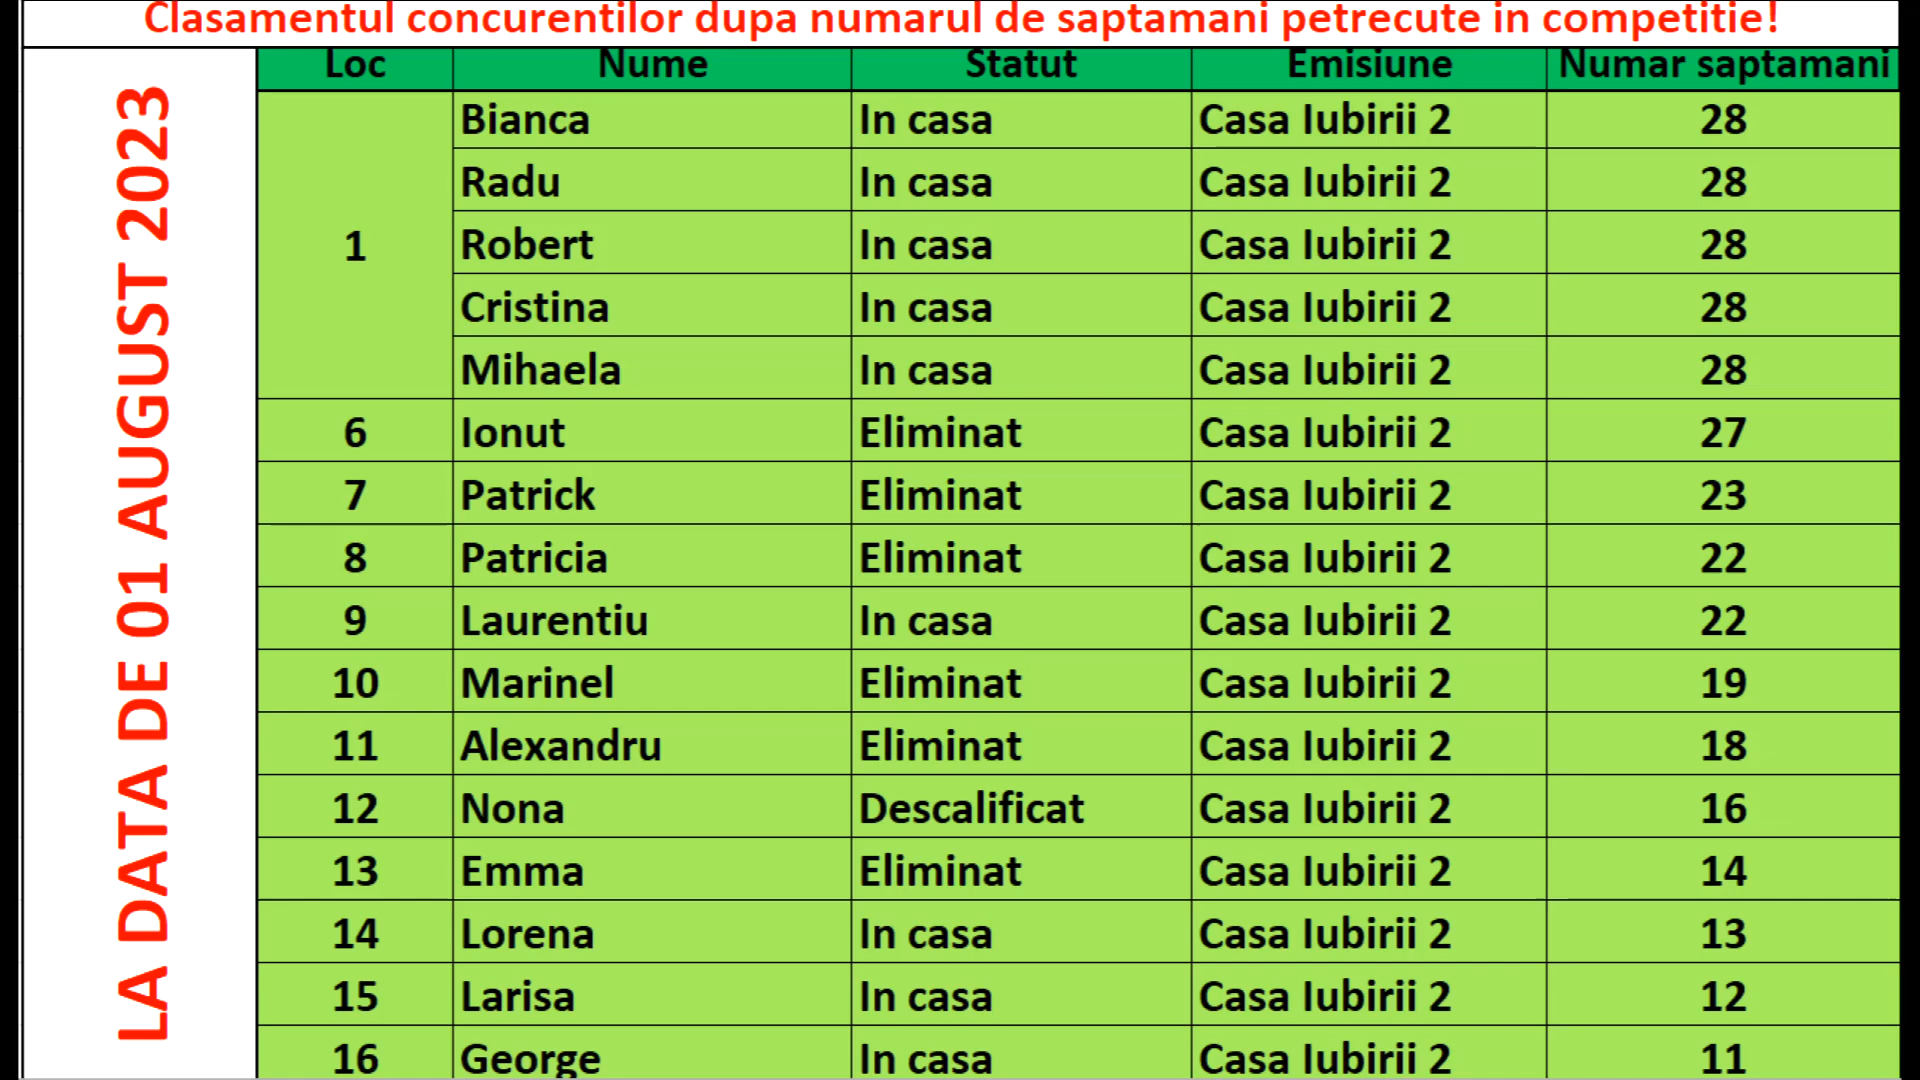 Clasamentul concurentilor dupa numarul de saptamani petrecute in competitie!
LA DATA DE 01 AUGUST 2023
Loc Nume Statut Emisiune Numar saptamani
1
Bianca In casa Casa Iubirii 2 28
Radu In casa Casa Iubirii 2 28
Robert In casa Casa Iubirii 2 28
Cristina In casa Casa Iubirii 2 28
Mihaela In casa Casa Iubirii 2 28
6 Ionut Eliminat Casa Iubirii 2 27
7 Patrick Eliminat Casa Iubirii 2 23
8 Patricia Eliminat Casa Iubirii 2 22
9 Laurentiu In casa Casa Iubirii 2 22
10 Marinel Eliminat Casa Iubirii 2 19
11 Alexandru Eliminat Casa Iubirii 2 18
12 Nona Descalificat Casa Iubirii 2 16
13 Emma Eliminat Casa Iubirii 2 14
14 Lorena In casa Casa Iubirii 2 13
15 Larisa In casa Casa Iubirii 2 12
16 George In casa Casa Iubirii 2 11